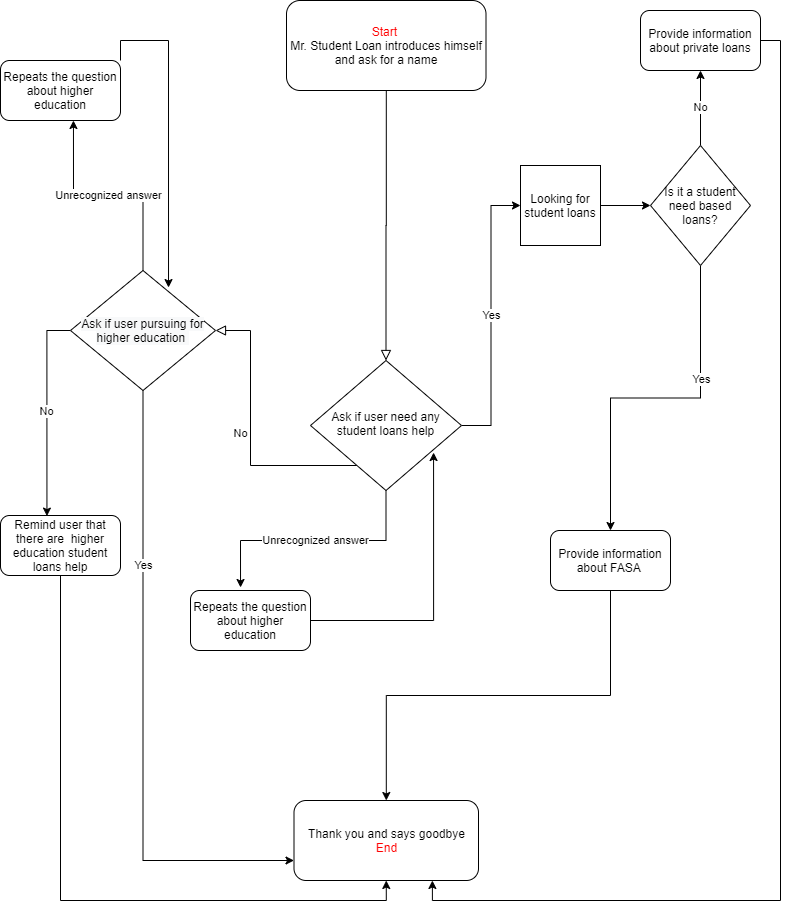 Start
Mr. Student Loan introduces himself
and ask for a name
Provide information
about private loans
Repeats the question
about higher
education
No
Unrecognized answer
Looking for
student loans
Is it a student
need based
loans?
Ask if user pursuing for
higher education
Yes
Yes
No
No
Ask if user need any
student loans help
Remind user that
there are higher
education student
loans help
Unrecognized answer
Provide information
about FASA
Yes
Repeats the question
about higher
education
Thank you and says goodbye
End